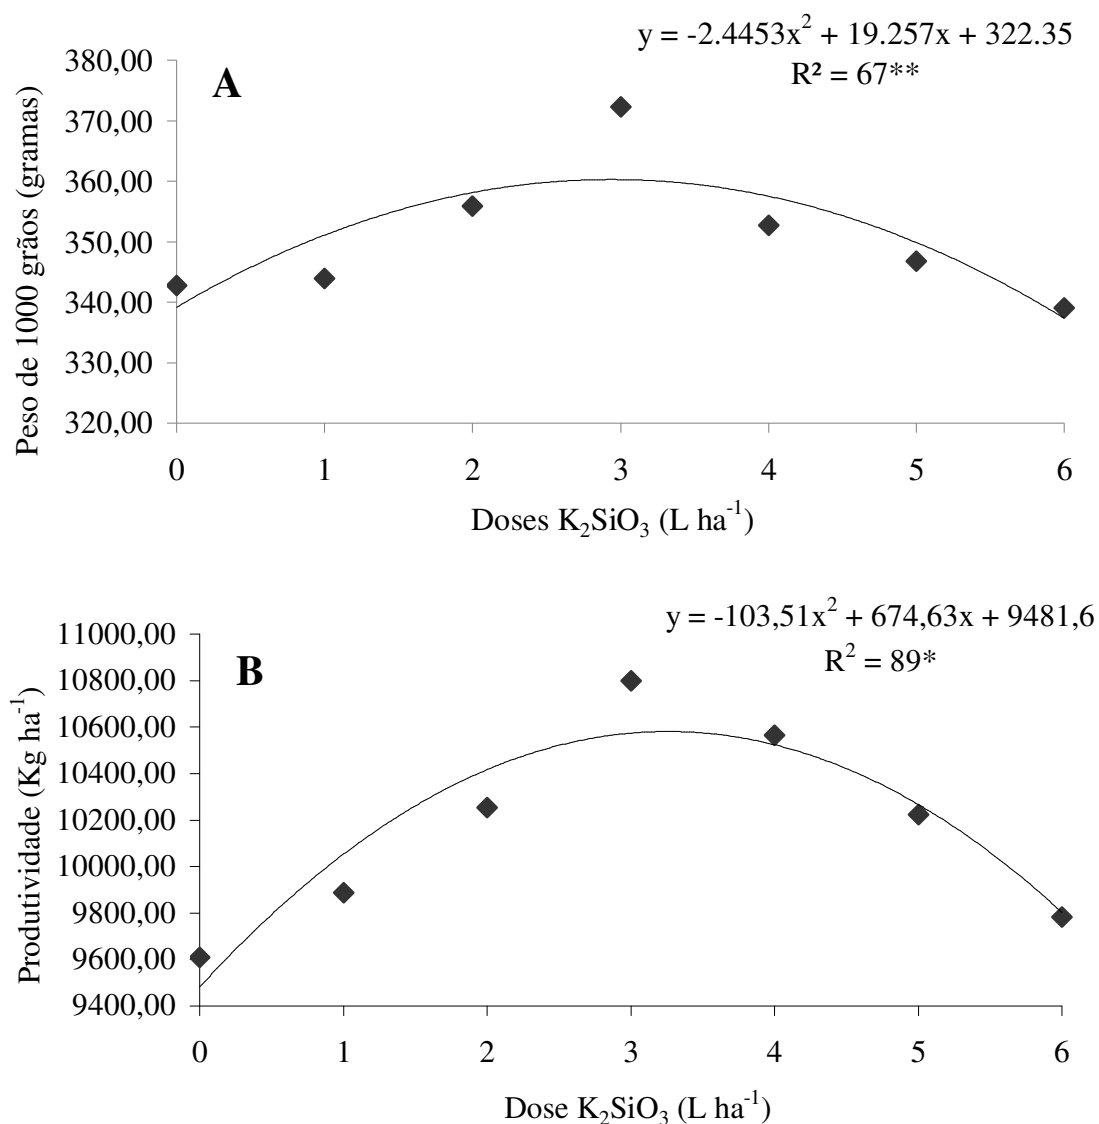 y = -2.4453x² + 19.257x + 322.35
R² = 67**
A
Peso de 1000 grãos (gramas)
380,00
370,00
360,00
350,00
340,00
330,00
320,00
0 1 2 3 4 5 6
Doses K₂SiO₃ (L ha⁻¹)
y = -103,51x² + 674,63x + 9481,6
R² = 89*
B
Produtividade (Kg ha⁻¹)
11000,00
10800,00
10600,00
10400,00
10200,00
10000,00
9800,00
9600,00
9400,00
0 1 2 3 4 5 6
Dose K₂SiO₃ (L ha⁻¹)